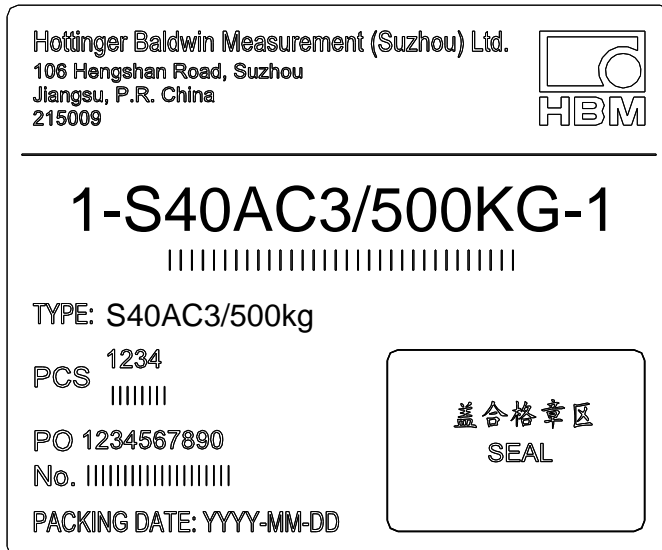 Hottinger Baldwin Measurement (Suzhou) Ltd.
106 Hengshan Road, Suzhou
Jiangsu, P.R. China
215009
HBM
1-S40AC3/500KG-1
TYPE: S40AC3/500kg
PCS 1234
PO 1234567890
No.
PACKING DATE: YYYY-MM-DD
盖合格章区
SEAL